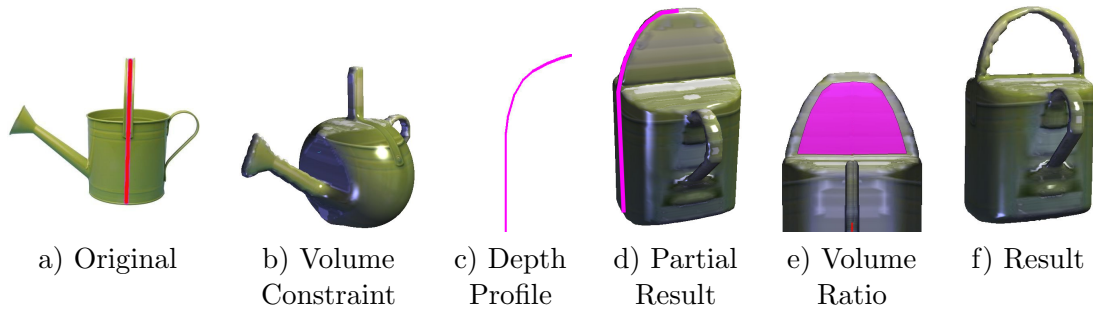 a) Original
b) Volume
Constraint
c) Depth
Profile
d) Partial
Result
e) Volume
Ratio
f) Result